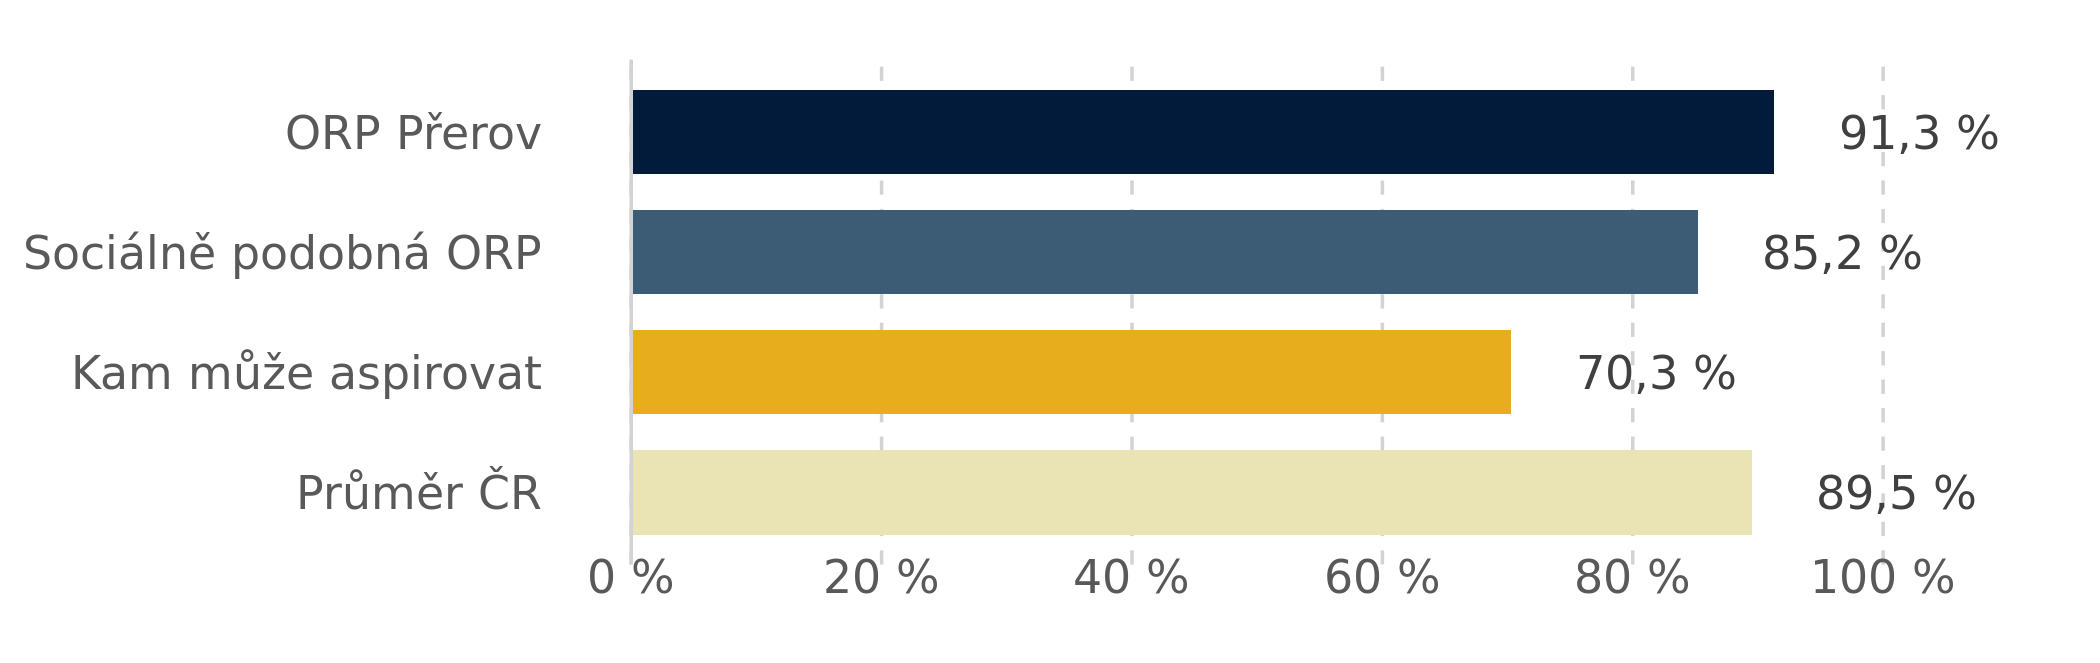 ORP Přerov
91,3 %
Sociálně podobná ORP
85,2 %
Kam může aspirovat
70,3 %
Průměr ČR
89,5 %
0 %
20 %
40 %
60 %
80 %
100 %